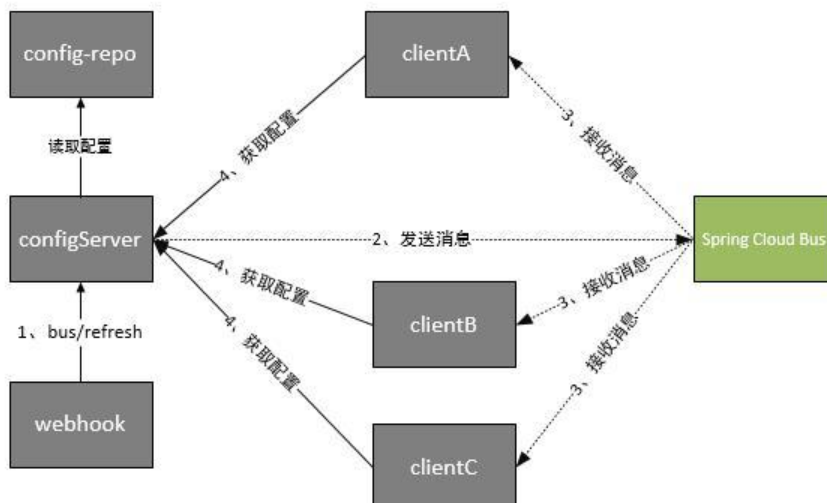 config-repo
clientA
读取配置
4、获取配置
3、接收消息
configServer
2、发送消息
Spring Cloud Bus
4、获取配置
3、接收消息
clientB
1、bus/refresh
4、获取配置
3、接收消息
webhook
clientC